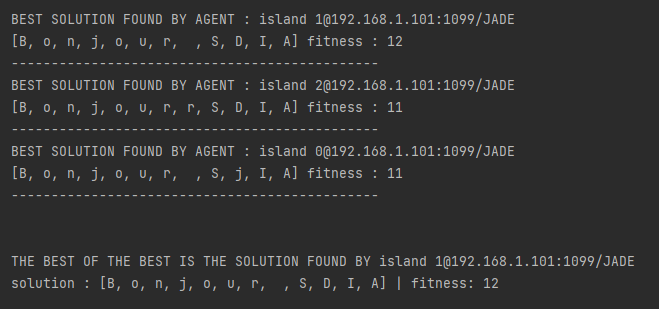 BEST SOLUTION FOUND BY AGENT : island 1@192.168.1.101:1099/JADE
[B, o, n, j, o, u, r,  , S, D, I, A] fitness : 12
----------------------------------------------
BEST SOLUTION FOUND BY AGENT : island 2@192.168.1.101:1099/JADE
[B, o, n, j, o, u, r, r, S, D, I, A] fitness : 11
----------------------------------------------
BEST SOLUTION FOUND BY AGENT : island 0@192.168.1.101:1099/JADE
[B, o, n, j, o, u, r,  , S, j, I, A] fitness : 11
----------------------------------------------
THE BEST OF THE BEST IS THE SOLUTION FOUND BY island 1@192.168.1.101:1099/JADE
solution : [B, o, n, j, o, u, r,  , S, D, I, A] | fitness: 12